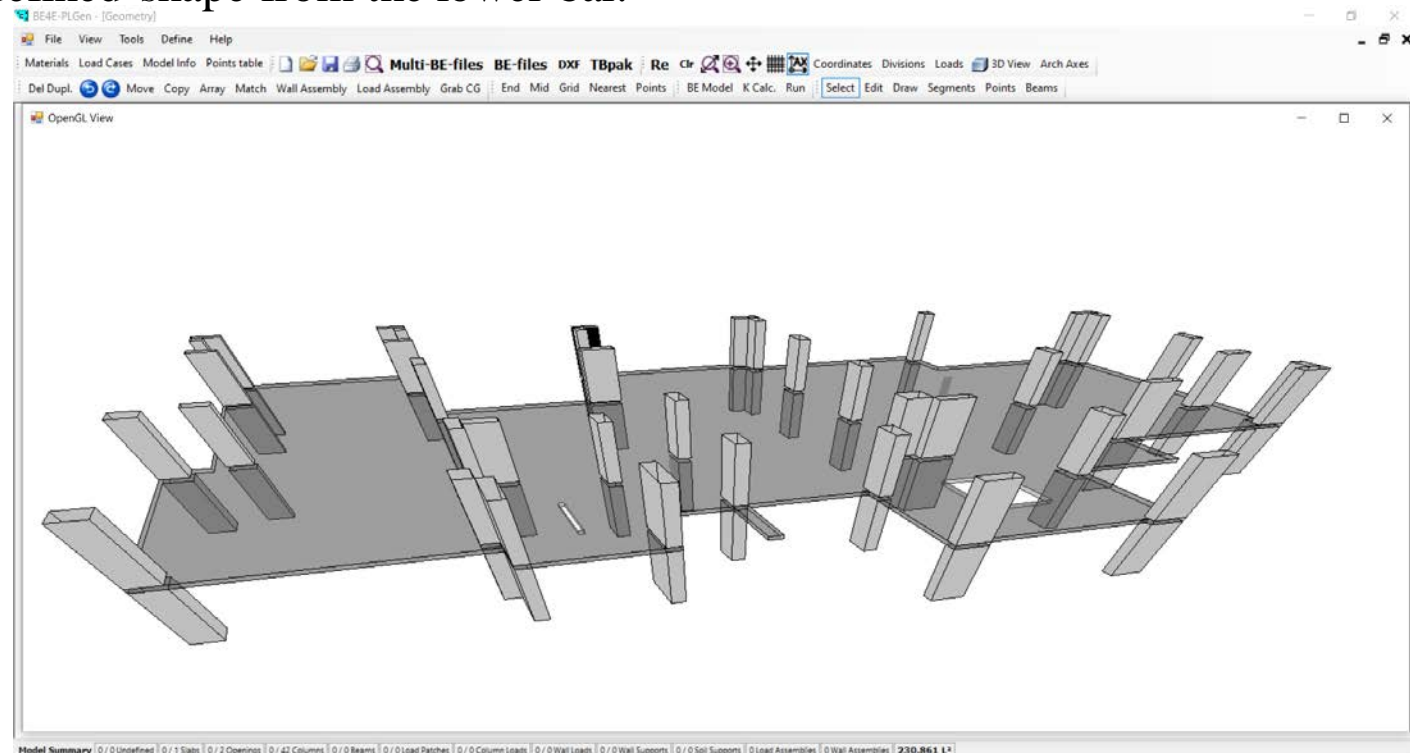 BE4E-PLGen - [Geometry]
File View Tools Define Help
Materials Load Cases Model Info Points table Multi-BE-files BE-files DXF TBpak Re Clr Coordinates Divisions Loads 3D View Arch Axes
Del Dupl. Move Copy Array Match Wall Assembly Load Assembly Grab CG End Mid Grid Nearest Points BE Model K Calc. Run Select Edit Draw Segments Points Beams
OpenGL View
Model Summary 0 / 0 Undefined 0 / 1 Slabs 0 / 2 Openings 0 / 42 Columns 0 / 0 Beams 0 / 0 Load Patches 0 / 0 Column Loads 0 / 0 Wall Loads 0 / 0 Wall Supports 0 / 0 Soil Supports 0 Load Assemblies 0 Wall Assemblies 230.861 L²